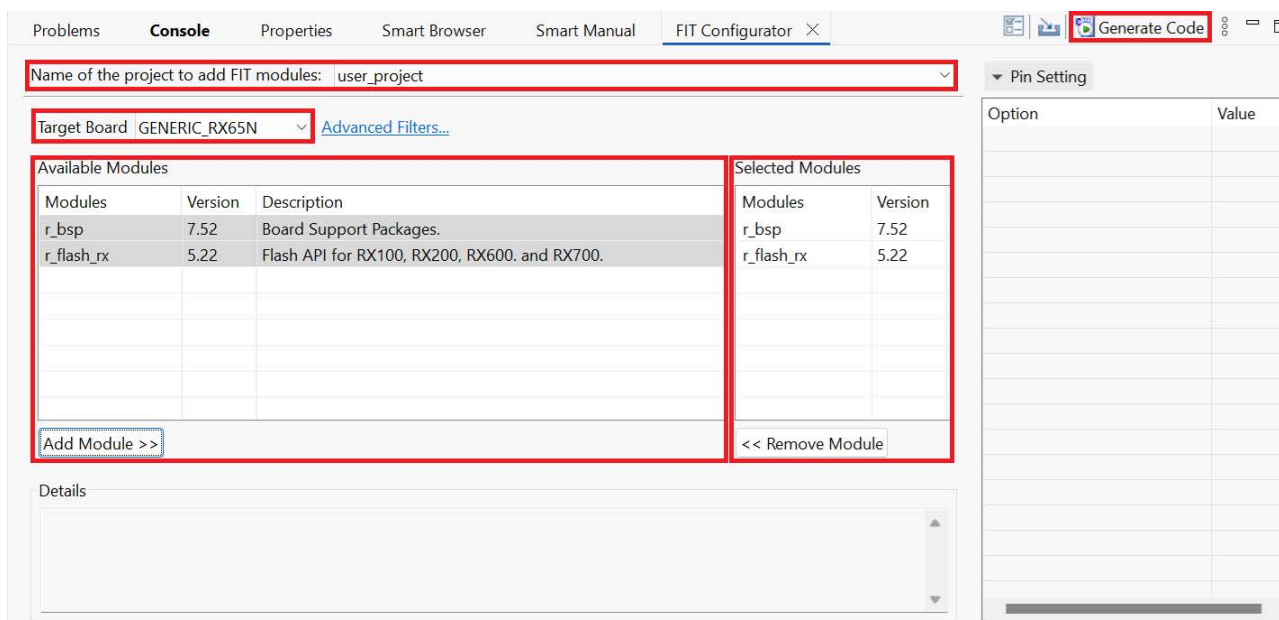 Problems Console Properties Smart Browser Smart Manual FIT Configurator Generate Code
Name of the project to add FIT modules: user_project
Pin Setting
Option Value
Target Board GENERIC_RX65N Advanced Filters...
Available Modules
Modules Version Description
r_bsp 7.52 Board Support Packages.
r_flash_rx 5.22 Flash API for RX100, RX200, RX600. and RX700.
Add Module >>
Selected Modules
Modules Version
r_bsp 7.52
r_flash_rx 5.22
<< Remove Module
Details